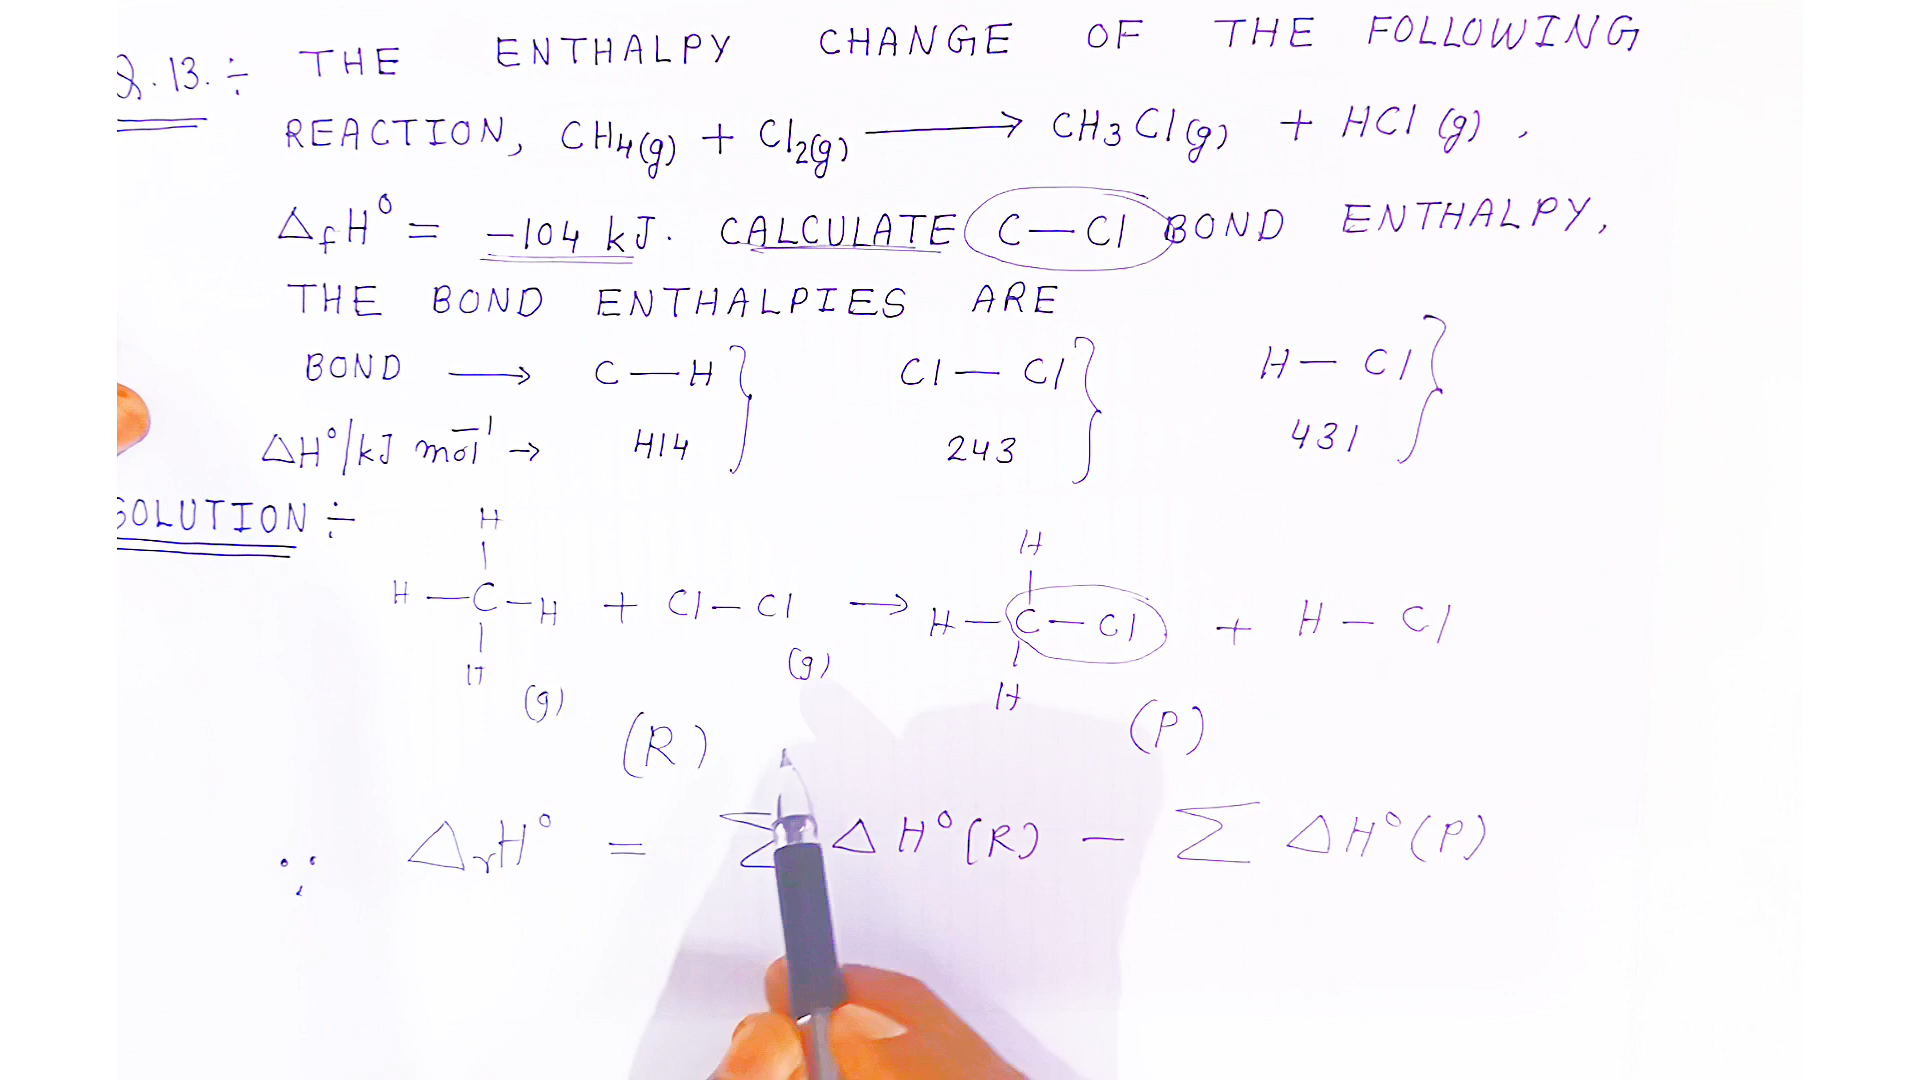 Q.13.÷ THE ENTHALPY CHANGE OF THE FOLLOWING
REACTION, CH4(g) + Cl2(g) ⟶ CH3Cl(g) + HCl (g) .
ΔfH° = -104 kJ. CALCULATE C—Cl BOND ENTHALPY,
THE BOND ENTHALPIES ARE
BOND ⟶ C—H } Cl—Cl } H—Cl }
ΔH°/kJ mol⁻¹ → 414 243 431
SOLUTION ÷
H H
| |
H—C—H + Cl—Cl → H—C—Cl + H—Cl
| (g) |
H (g) H
(R) (P)
∵ ΔrH° = Σ ΔH°(R) – Σ ΔH°(P)